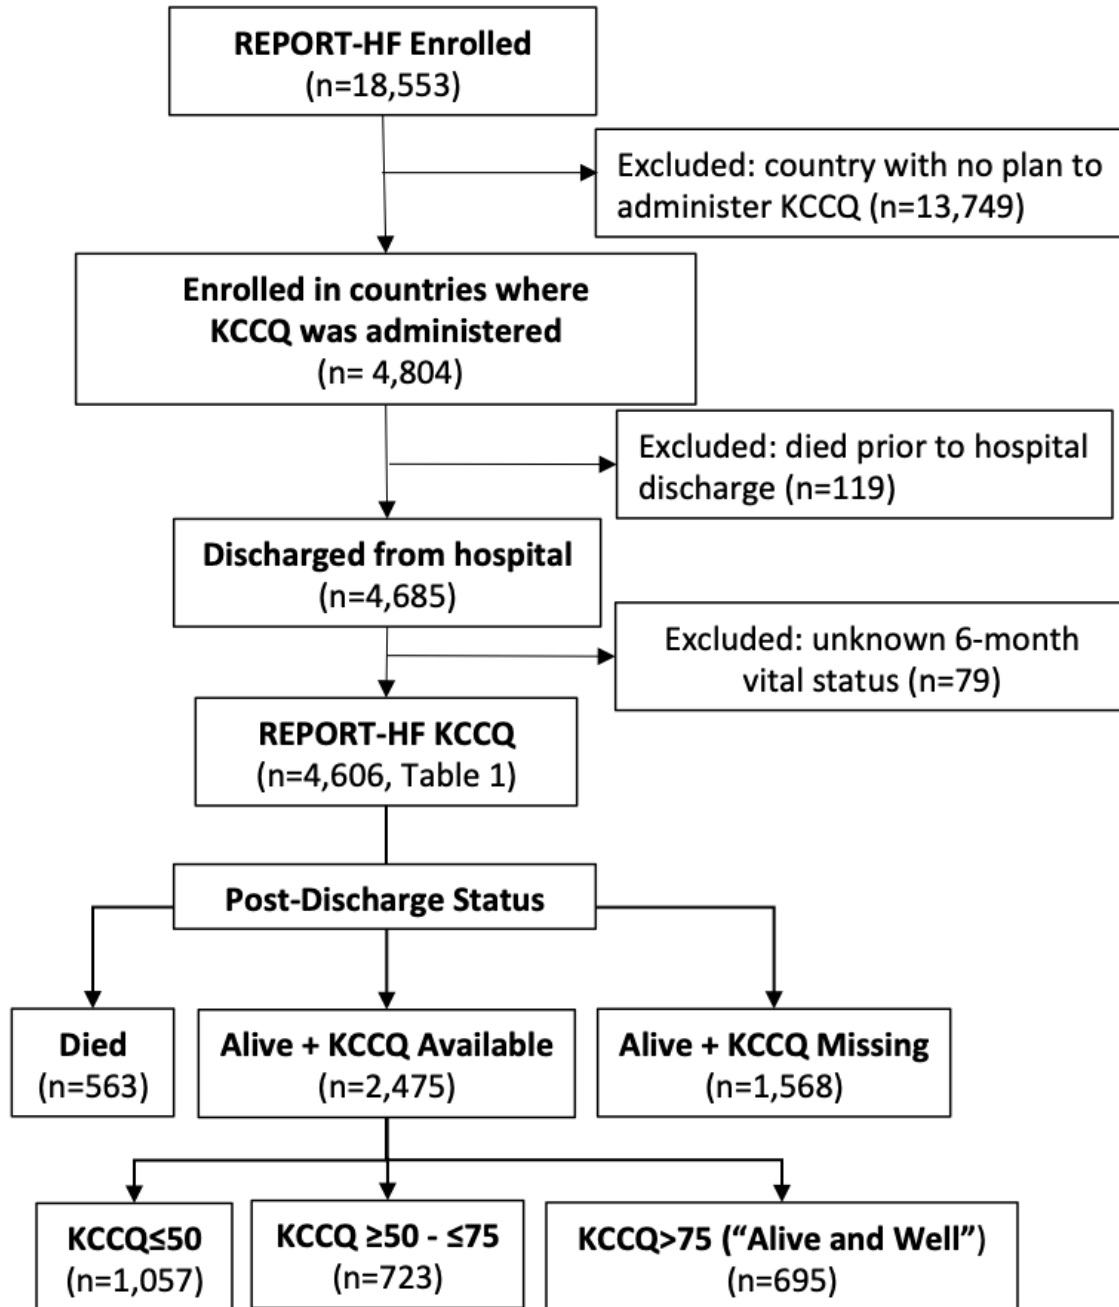 REPORT-HF Enrolled
(n=18,553)
Excluded: country with no plan to
administer KCCQ (n=13,749)
Enrolled in countries where
KCCQ was administered
(n= 4,804)
Excluded: died prior to hospital
discharge (n=119)
Discharged from hospital
(n=4,685)
Excluded: unknown 6-month
vital status (n=79)
REPORT-HF KCCQ
(n=4,606, Table 1)
Post-Discharge Status
Died
(n=563)
Alive + KCCQ Available
(n=2,475)
Alive + KCCQ Missing
(n=1,568)
KCCQ≤50
(n=1,057)
KCCQ ≥50 - ≤75
(n=723)
KCCQ>75 (“Alive and Well”)
(n=695)